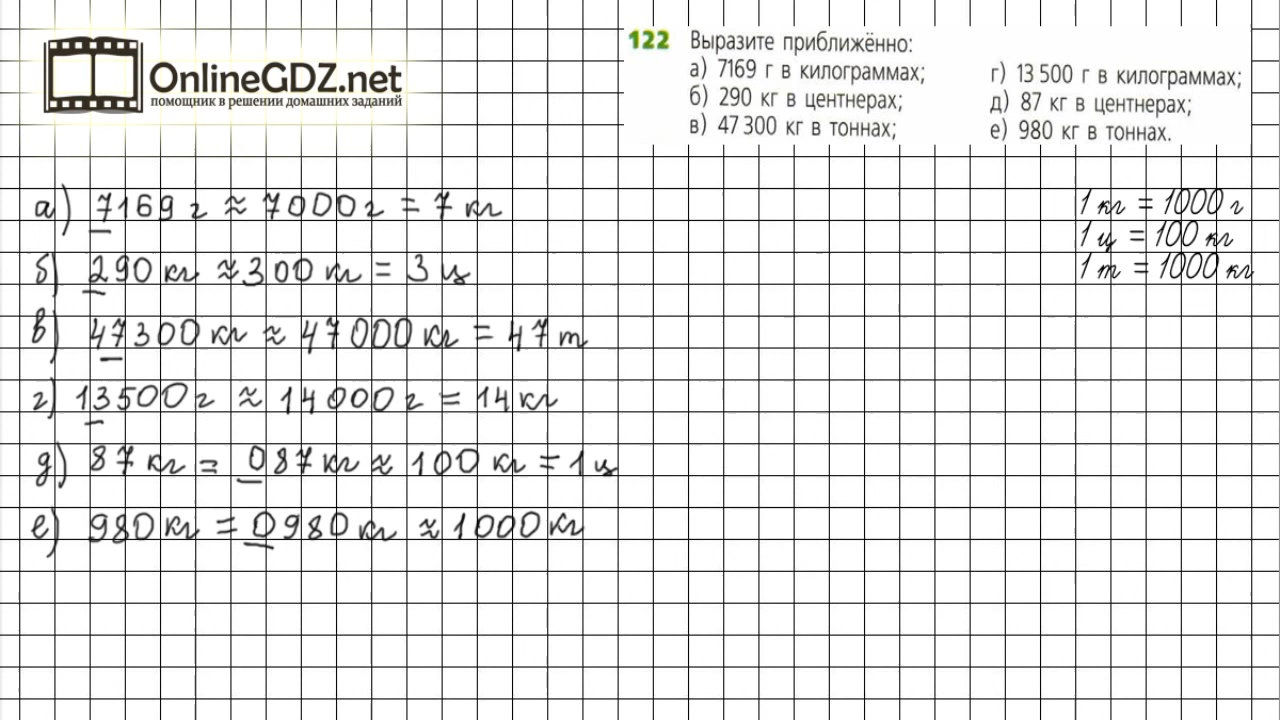 OnlineGDZ.net
помощник в решении домашних заданий
122 Выразите приближённо:
а) 7169 г в килограммах;
б) 290 кг в центнерах;
в) 47 300 кг в тоннах;
г) 13 500 г в килограммах;
д) 87 кг в центнерах;
е) 980 кг в тоннах.
1 кг = 1000 г
1 ц = 100 кг
1 т = 1000 кг
а) 7169 г ≈ 7000 г = 7 кг
б) 290 кг ≈ 300 кг = 3 ц
в) 47300 кг ≈ 47000 кг = 47 т
г) 13500 г ≈ 14000 г = 14 кг
д) 87 кг = 087 кг ≈ 100 кг = 1 ц
е) 980 кг = 0980 кг ≈ 1000 кг